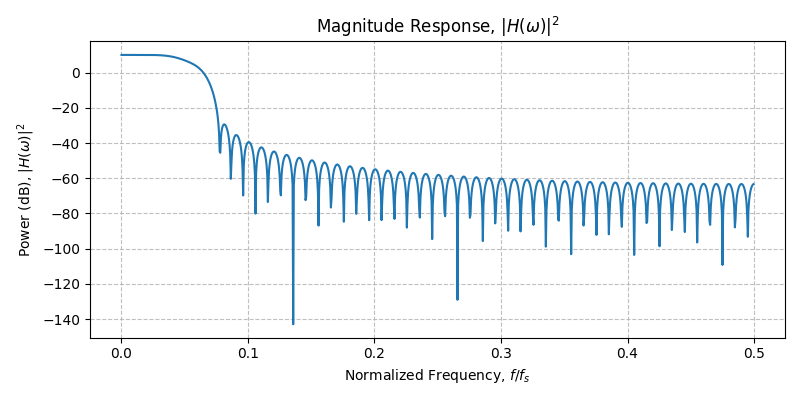 Magnitude Response, |H(ω)|²
Power (dB), |H(ω)|²
0
−20
−40
−60
−80
−100
−120
−140
0.0 0.1 0.2 0.3 0.4 0.5
Normalized Frequency, f/fₛ